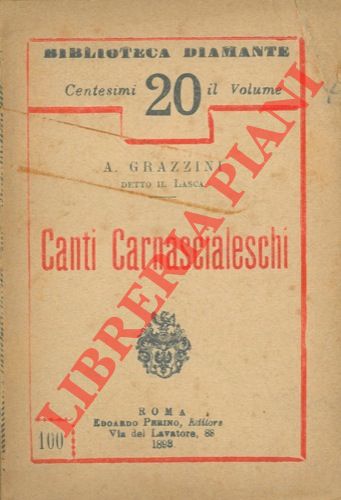 BIBLIOTECA DIAMANTE
Centesimi 20 il Volume
A. GRAZZINI
DETTO IL LASCA
Canti Carnascialeschi
ROMA
EDOARDO PERINO, Editore
Via del Lavatore, 88
1893.
100
LIBRERIA PIANI